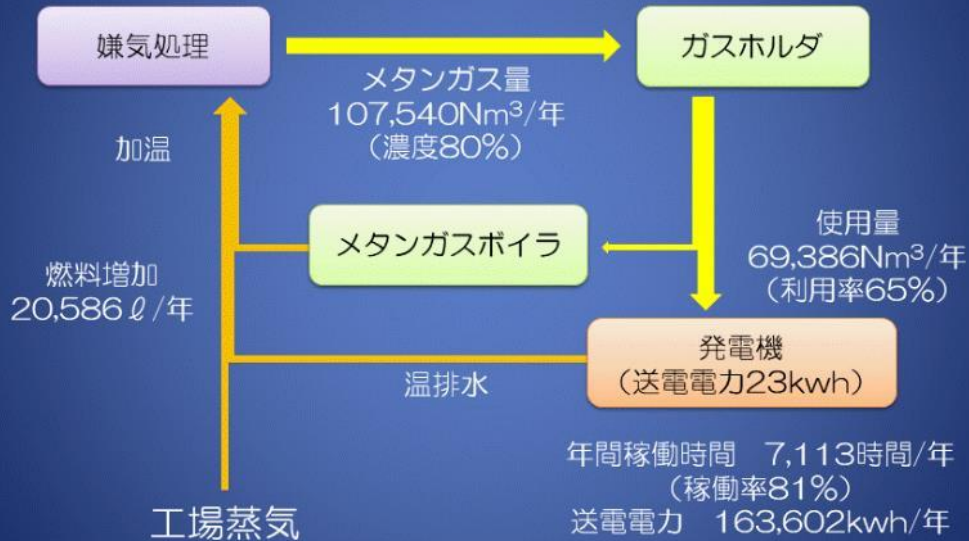 嫌気処理
ガスホルダ
メタンガス量
107,540Nm³/年
（濃度80%）
加温
メタンガスボイラ
使用量
69,386Nm³/年
（利用率65%）
燃料増加
20,586ℓ/年
発電機
（送電電力23kwh）
温排水
年間稼働時間　7,113時間/年
（稼働率81%）
送電電力　163,602kwh/年
工場蒸気